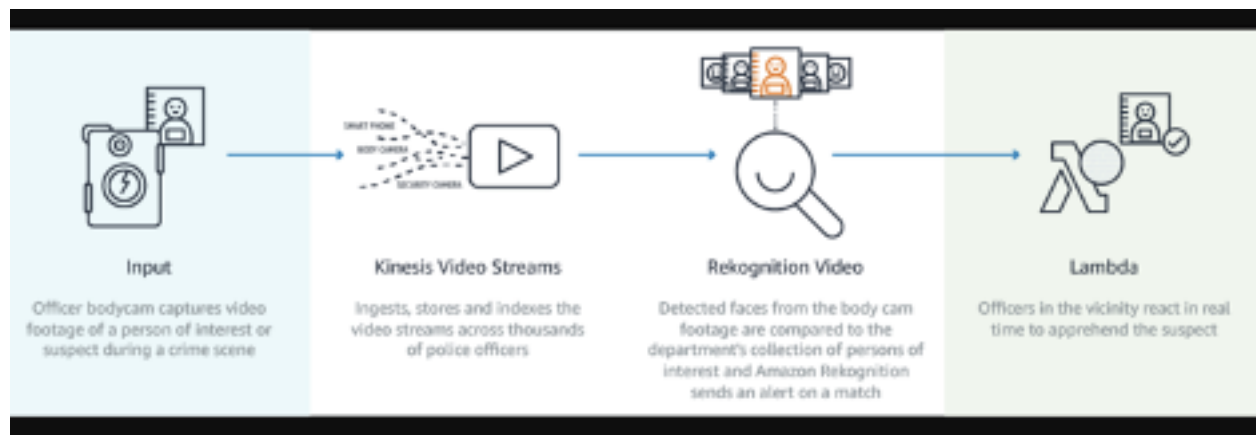 SMART PHONE
BODY CAMERA
SECURITY CAMERA
Input
Officer bodycam captures video
footage of a person of interest or
suspect during a crime scene
Kinesis Video Streams
Ingests, stores and indexes the
video streams across thousands
of police officers
Rekognition Video
Detected faces from the body cam
footage are compared to the
department's collection of persons of
interest and Amazon Rekognition
sends an alert on a match
Lambda
Officers in the vicinity react in real
time to apprehend the suspect